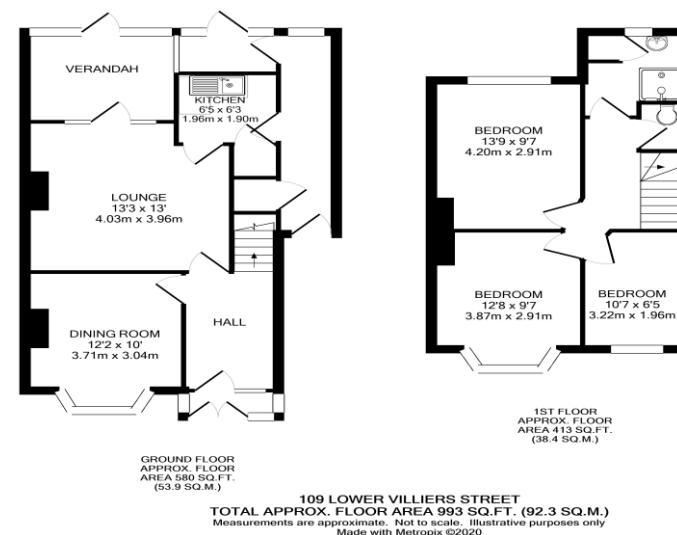 VERANDAH
KITCHEN
6'5 x 6'3
1.96m x 1.90m
LOUNGE
13'3 x 13'
4.03m x 3.96m
DINING ROOM
12'2 x 10'
3.71m x 3.04m
HALL
GROUND FLOOR
APPROX. FLOOR
AREA 580 SQ.FT.
(53.9 SQ.M.)
BEDROOM
13'9 x 9'7
4.20m x 2.91m
BEDROOM
12'8 x 9'7
3.87m x 2.91m
BEDROOM
10'7 x 6'5
3.22m x 1.96m
1ST FLOOR
APPROX. FLOOR
AREA 413 SQ.FT.
(38.4 SQ.M.)
109 LOWER VILLIERS STREET
TOTAL APPROX. FLOOR AREA 993 SQ.FT. (92.3 SQ.M.)
Measurements are approximate. Not to scale. Illustrative purposes only
Made with Metropix ©2020